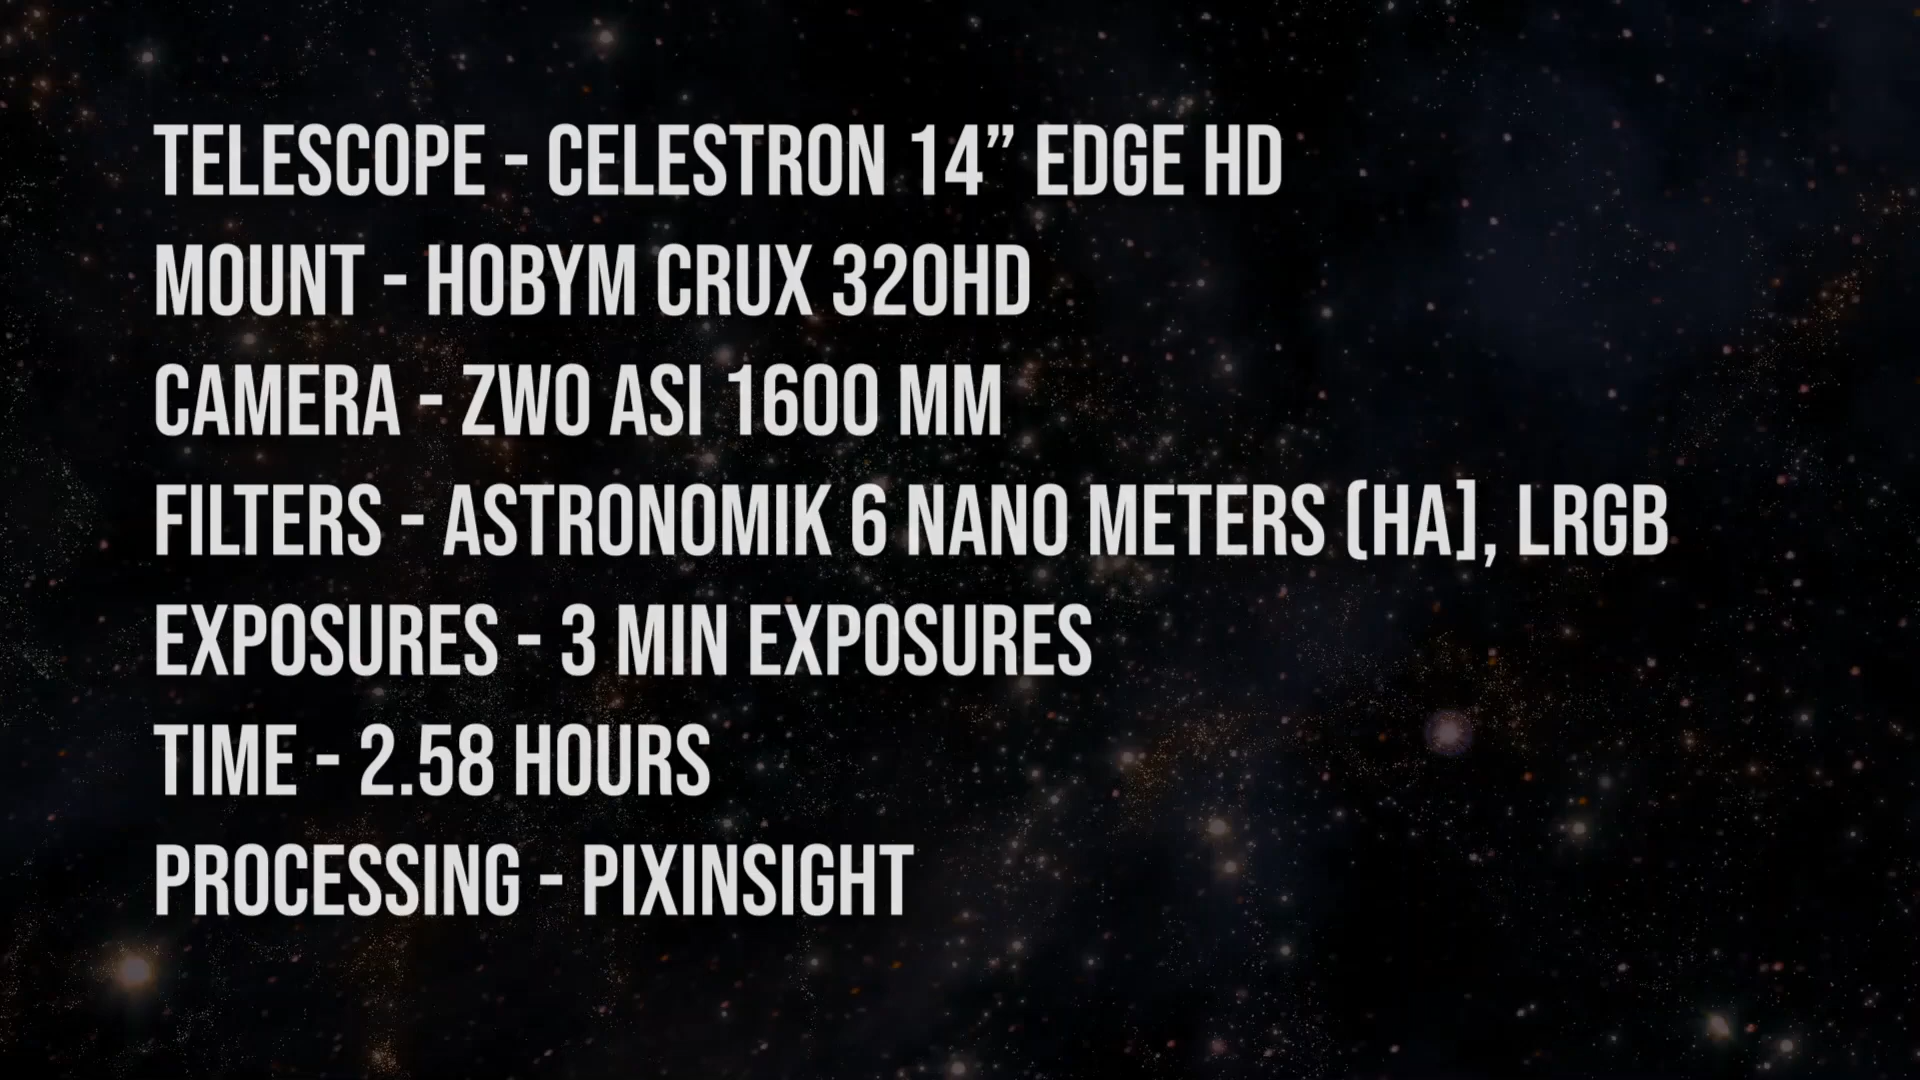 TELESCOPE - CELESTRON 14” EDGE HD
MOUNT - HOBYM CRUX 320HD
CAMERA - ZWO ASI 1600 MM
FILTERS - ASTRONOMIK 6 NANO METERS (HA], LRGB
EXPOSURES - 3 MIN EXPOSURES
TIME - 2.58 HOURS
PROCESSING - PIXINSIGHT